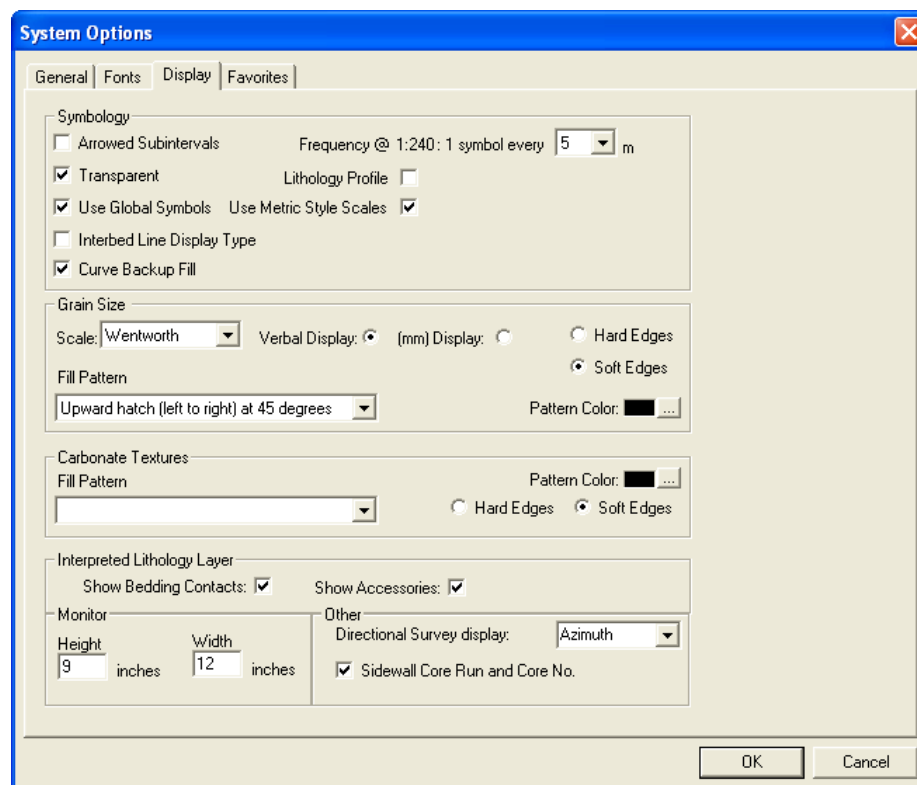 System Options
General Fonts Display Favorites
Symbology
Arrowed Subintervals Frequency @ 1:240: 1 symbol every 5 m
Transparent Lithology Profile
Use Global Symbols Use Metric Style Scales
Interbed Line Display Type
Curve Backup Fill
Grain Size
Scale: Wentworth Verbal Display: (mm) Display: Hard Edges
Soft Edges
Fill Pattern
Upward hatch (left to right) at 45 degrees Pattern Color: ...
Carbonate Textures
Fill Pattern Pattern Color: ...
Hard Edges Soft Edges
Interpreted Lithology Layer
Show Bedding Contacts: Show Accessories:
Monitor Other
Directional Survey display: Azimuth
Height Width
9 inches 12 inches
Sidewall Core Run and Core No.
OK Cancel